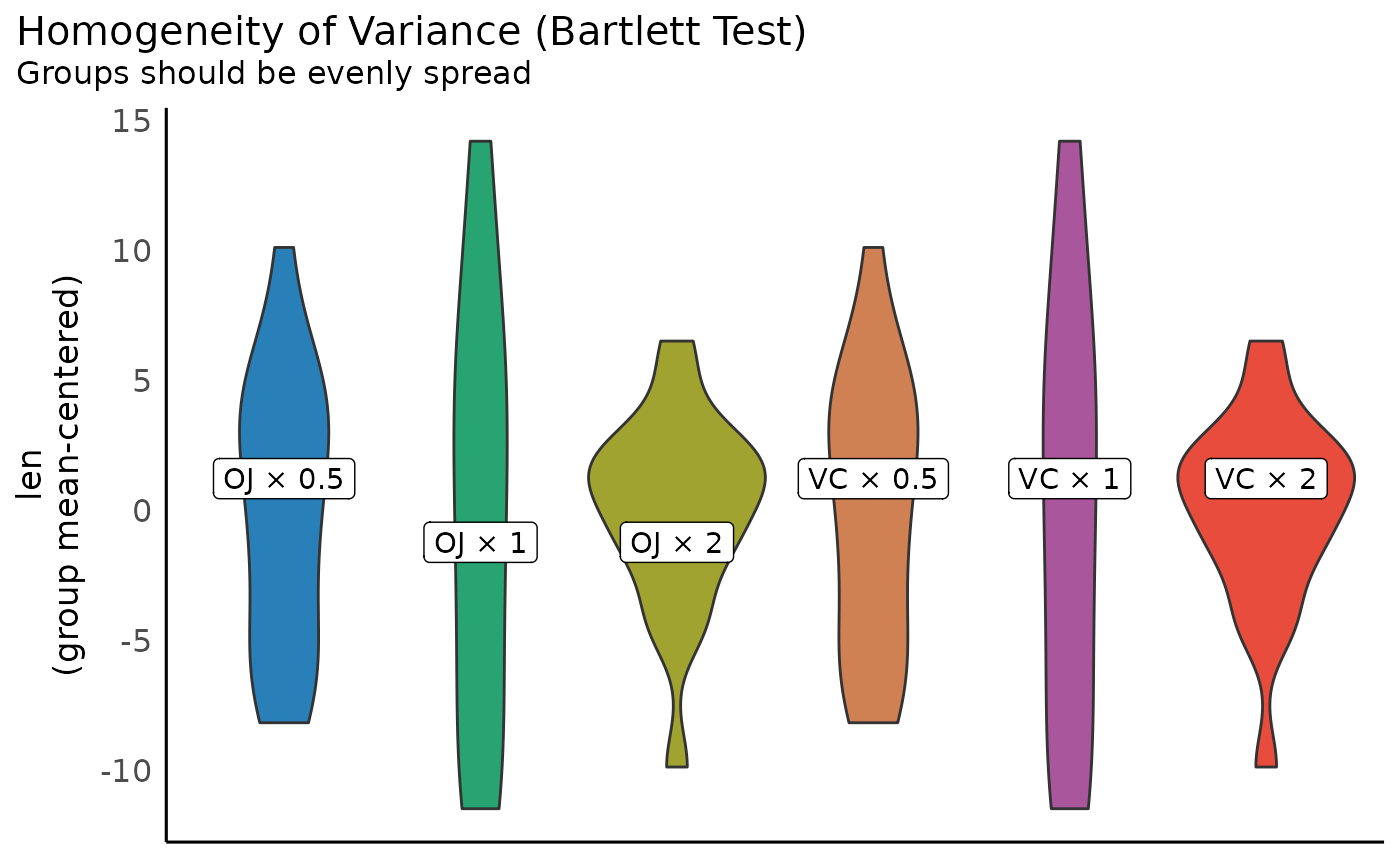 Homogeneity of Variance (Bartlett Test)
Groups should be evenly spread
len
(group mean-centered)
15
10
5
0
-5
-10
OJ × 0.5
OJ × 1
OJ × 2
VC × 0.5
VC × 1
VC × 2